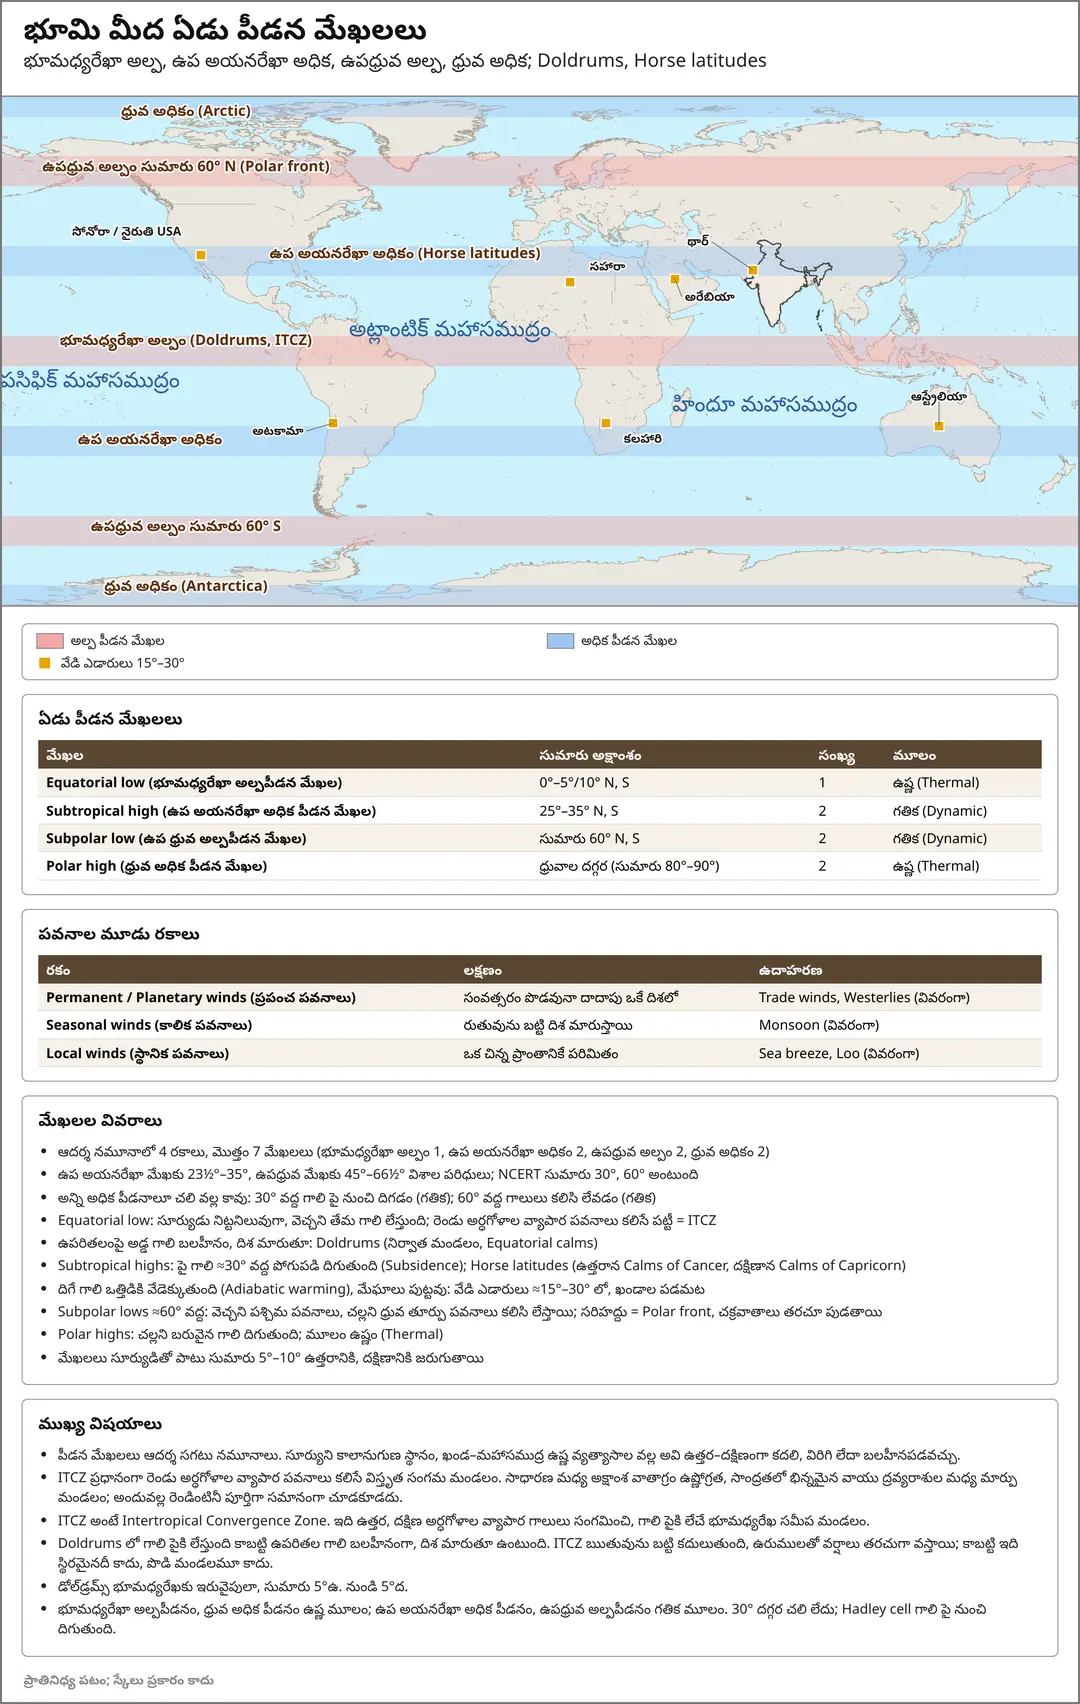 భూమి మీద ఏడు పీడన మేఖలలు
భూమధ్యరేఖా అల్ప, ఉప అయనరేఖా అధిక, ఉపధ్రువ అల్ప, ధ్రువ అధిక; Doldrums, Horse latitudes
ధ్రువ అధికం (Arctic)
ఉపధ్రువ అల్పం సుమారు 60° N (Polar front)
సోనోరా / నైరుతి USA
థార్
ఉప అయనరేఖా అధికం (Horse latitudes)
సహారా
అరేబియా
అట్లాంటిక్ మహాసముద్రం
భూమధ్యరేఖా అల్పం (Doldrums, ITCZ)
పసిఫిక్ మహాసముద్రం
హిందూ మహాసముద్రం
ఆస్ట్రేలియా
అటకామా
ఉప అయనరేఖా అధికం
కలహారి
ఉపధ్రువ అల్పం సుమారు 60° S
ధ్రువ అధికం (Antarctica)
అల్ప పీడన మేఖల
అధిక పీడన మేఖల
వేడి ఎడారులు 15°–30°
ఏడు పీడన మేఖలలు
మేఖల సుమారు అక్షాంశం సంఖ్య మూలం
Equatorial low (భూమధ్యరేఖా అల్పపీడన మేఖల) 0°–5°/10° N, S 1 ఉష్ణ (Thermal)
Subtropical high (ఉప అయనరేఖా అధిక పీడన మేఖల) 25°–35° N, S 2 గతిక (Dynamic)
Subpolar low (ఉప ధ్రువ అల్పపీడన మేఖల) సుమారు 60° N, S 2 గతిక (Dynamic)
Polar high (ధ్రువ అధిక పీడన మేఖల) ధ్రువాల దగ్గర (సుమారు 80°–90°) 2 ఉష్ణ (Thermal)
పవనాల మూడు రకాలు
రకం లక్షణం ఉదాహరణ
Permanent / Planetary winds (ప్రపంచ పవనాలు) సంవత్సరం పొడవునా దాదాపు ఒకే దిశలో Trade winds, Westerlies (వివరంగా)
Seasonal winds (కాలిక పవనాలు) రుతువును బట్టి దిశ మారుస్తాయి Monsoon (వివరంగా)
Local winds (స్థానిక పవనాలు) ఒక చిన్న ప్రాంతానికే పరిమితం Sea breeze, Loo (వివరంగా)
మేఖలల వివరాలు
• ఆదర్శ నమూనాలో 4 రకాలు, మొత్తం 7 మేఖలలు (భూమధ్యరేఖా అల్పం 1, ఉప అయనరేఖా అధికం 2, ఉపధ్రువ అల్పం 2, ధ్రువ అధికం 2)
• ఉప అయనరేఖా మేఖకు 23½°–35°, ఉపధ్రువ మేఖకు 45°–66½° విశాల పరిధులు; NCERT సుమారు 30°, 60° అంటుంది
• అన్ని అధిక పీడనాలూ చలి వల్ల కావు: 30° వద్ద గాలి పై నుంచి దిగడం (గతిక); 60° వద్ద గాలులు కలిసి లేవడం (గతిక)
• Equatorial low: సూర్యుడు నిట్టనిలువుగా, వెచ్చని తేమ గాలి లేస్తుంది; రెండు అర్ధగోళాల వ్యాపార పవనాలు కలిసే పట్టీ = ITCZ
• ఉపరితలంపై అడ్డ గాలి బలహీనం, దిశ మారుతూ: Doldrums (నిర్వాత మండలం, Equatorial calms)
• Subtropical highs: పై గాలి ≈30° వద్ద పోగుపడి దిగుతుంది (Subsidence); Horse latitudes (ఉత్తరాన Calms of Cancer, దక్షిణాన Calms of Capricorn)
• దిగే గాలి ఒత్తిడికి వేడెక్కుతుంది (Adiabatic warming), మేఘాలు పుట్టవు: వేడి ఎడారులు ≈15°–30° లో, ఖండాల పడమట
• Subpolar lows ≈60° వద్ద: వెచ్చని పశ్చిమ పవనాలు, చల్లని ధ్రువ తూర్పు పవనాలు కలిసి లేస్తాయి; సరిహద్దు = Polar front, చక్రవాతాలు తరచూ పుడతాయి
• Polar highs: చల్లని బరువైన గాలి దిగుతుంది; మూలం ఉష్ణం (Thermal)
• మేఖలలు సూర్యుడితో పాటు సుమారు 5°–10° ఉత్తరానికి, దక్షిణానికి జరుగుతాయి
ముఖ్య విషయాలు
• పీడన మేఖలలు ఆదర్శ సగటు నమూనాలు. సూర్యుని కాలానుగుణ స్థానం, ఖండ–మహాసముద్ర ఉష్ణ వ్యత్యాసాల వల్ల అవి ఉత్తర–దక్షిణంగా కదలి, విరిగి లేదా బలహీనపడవచ్చు.
• ITCZ ప్రధానంగా రెండు అర్ధగోళాల వ్యాపార పవనాలు కలిసే విస్తృత సంగమ మండలం. సాధారణ మధ్య అక్షాంశ వాతాగ్రం ఉష్ణోగ్రత, సాంద్రతలో భిన్నమైన వాయు ద్రవ్యరాశుల మధ్య మార్పు
మండలం; అందువల్ల రెండింటినీ పూర్తిగా సమానంగా చూడకూడదు.
• ITCZ అంటే Intertropical Convergence Zone. ఇది ఉత్తర, దక్షిణ అర్ధగోళాల వ్యాపార గాలులు సంగమించి, గాలి పైకి లేచే భూమధ్యరేఖ సమీప మండలం.
• Doldrums లో గాలి పైకి లేస్తుంది కాబట్టి ఉపరితల గాలి బలహీనంగా, దిశ మారుతూ ఉంటుంది. ITCZ ఋతువును బట్టి కదులుతుంది, ఉరుములతో వర్షాలు తరచుగా వస్తాయి; కాబట్టి ఇది
స్థిరమైనదీ కాదు, పొడి మండలమూ కాదు.
• డోల్‌డ్రమ్స్ భూమధ్యరేఖకు ఇరువైపులా, సుమారు 5°ఉ. నుండి 5°ద.
• భూమధ్యరేఖా అల్పపీడనం, ధ్రువ అధిక పీడనం ఉష్ణ మూలం; ఉప అయనరేఖా అధిక పీడనం, ఉపధ్రువ అల్పపీడనం గతిక మూలం. 30° దగ్గర చలి లేదు; Hadley cell గాలి పై నుంచి
దిగుతుంది.
ప్రాతినిధ్య పటం; స్కేలు ప్రకారం కాదు